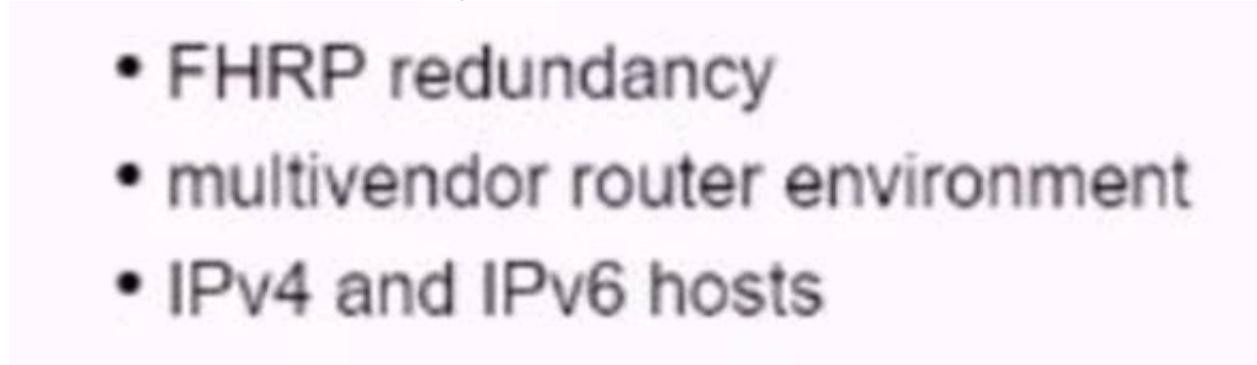 • FHRP redundancy
• multivendor router environment
• IPv4 and IPv6 hosts